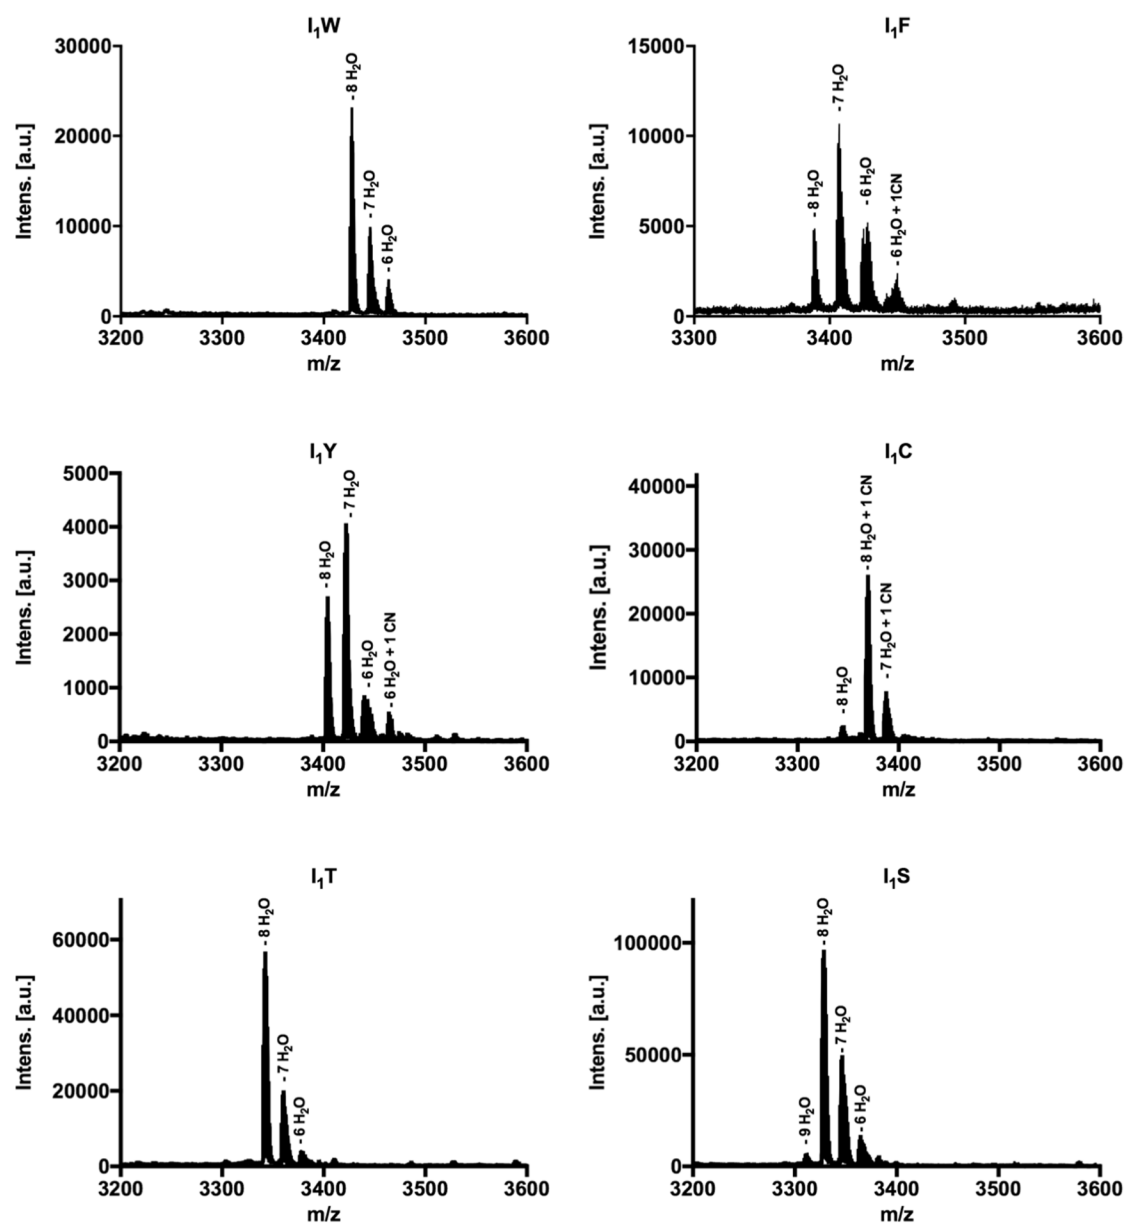 I₁W
30000
20000
10000
0
3200 3300 3400 3500 3600
m/z
Intens. [a.u.]
- 8 H₂O
- 7 H₂O
- 6 H₂O
I₁F
15000
10000
5000
0
3300 3400 3500 3600
m/z
Intens. [a.u.]
- 8 H₂O
- 7 H₂O
- 6 H₂O
- 6 H₂O + 1CN
I₁Y
5000
4000
3000
2000
1000
0
3200 3300 3400 3500 3600
m/z
Intens. [a.u.]
- 8 H₂O
- 7 H₂O
- 6 H₂O
- 6 H₂O + 1 CN
I₁C
40000
30000
20000
10000
0
3200 3300 3400 3500 3600
m/z
Intens. [a.u.]
- 8 H₂O
- 8 H₂O + 1 CN
- 7 H₂O + 1 CN
I₁T
60000
40000
20000
0
3200 3300 3400 3500 3600
m/z
Intens. [a.u.]
- 8 H₂O
- 7 H₂O
- 6 H₂O
I₁S
100000
50000
0
3200 3300 3400 3500 3600
m/z
Intens. [a.u.]
- 9 H₂O
- 8 H₂O
- 7 H₂O
- 6 H₂O